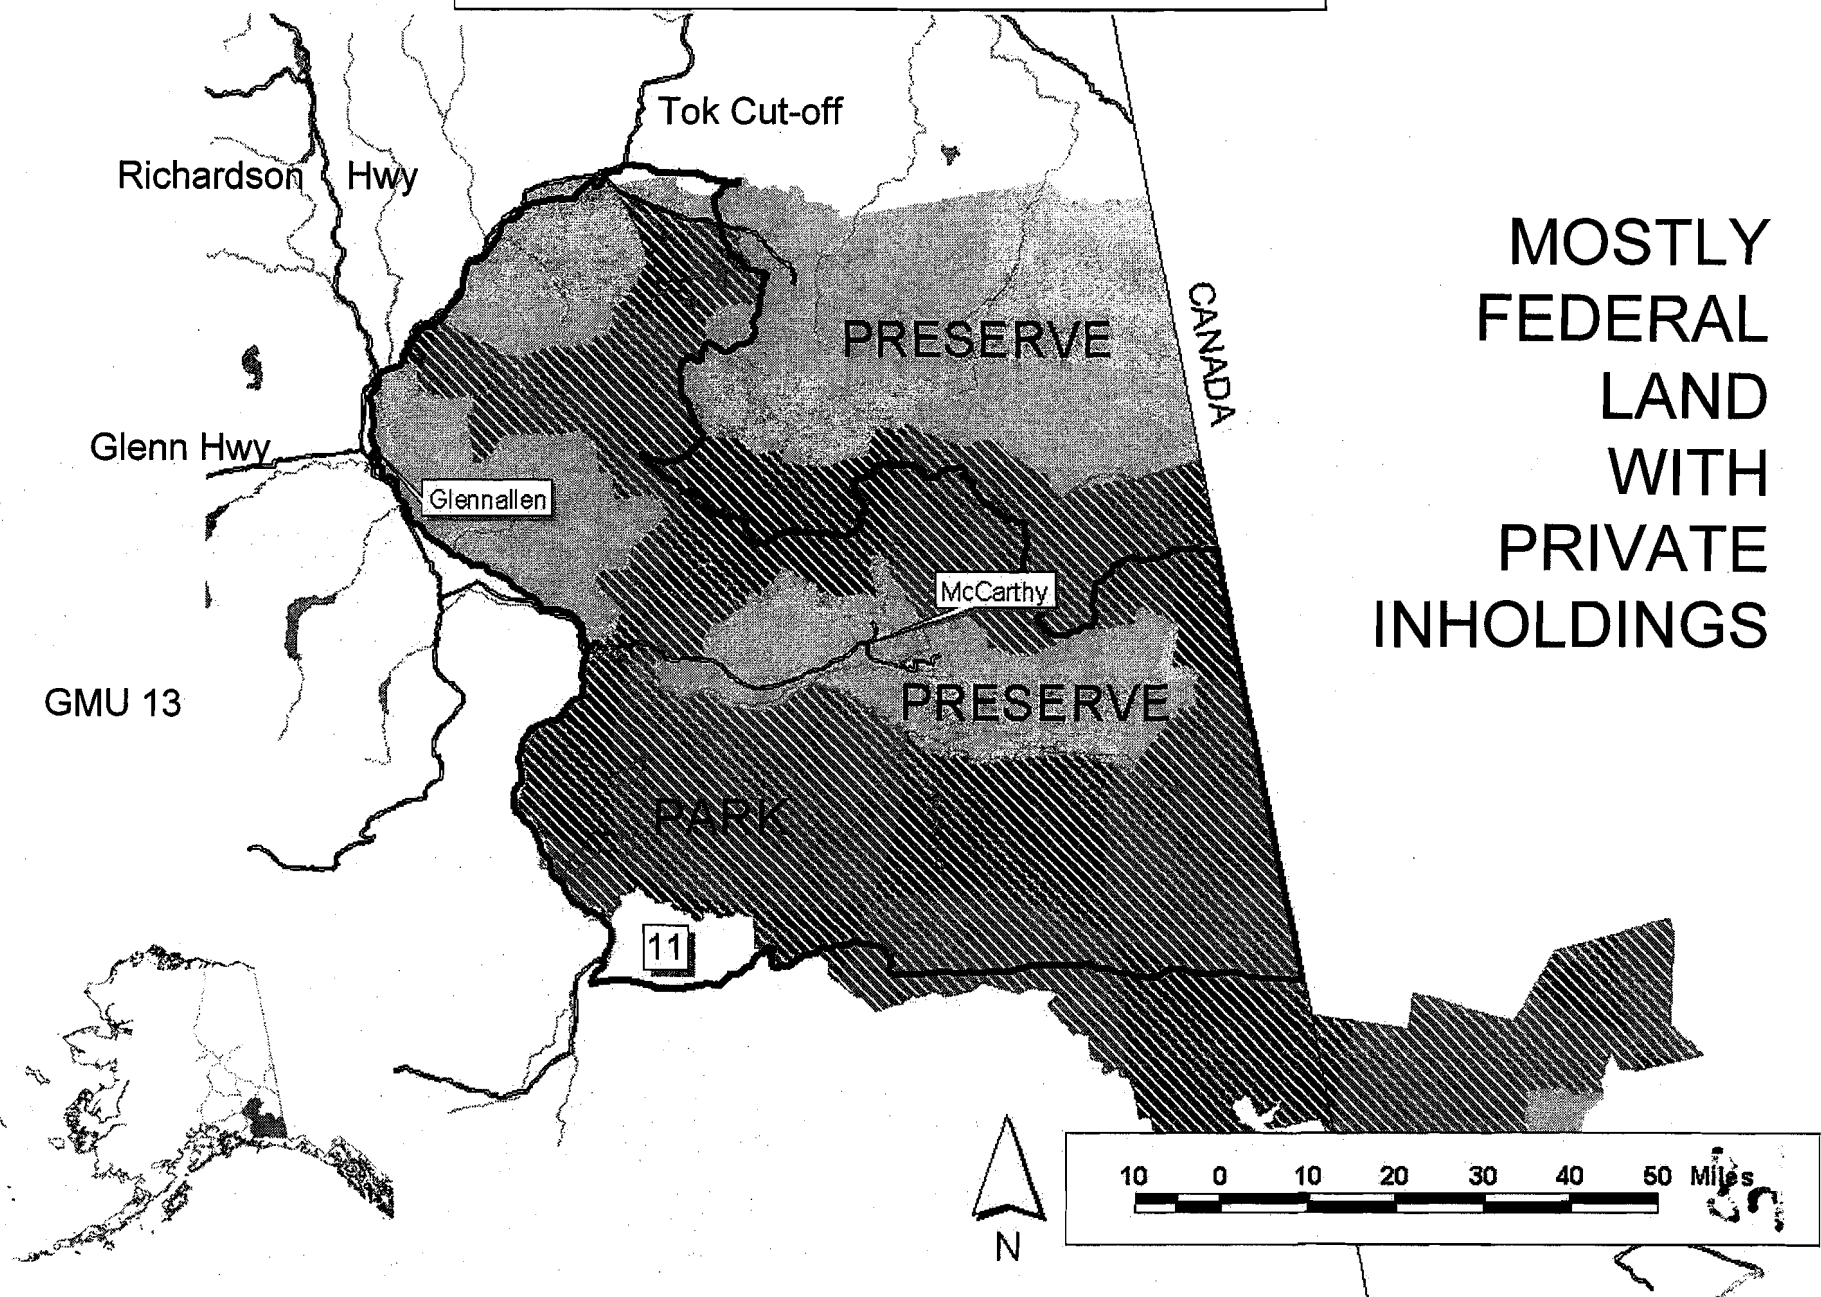 Tok Cut-off
Richardson Hwy
MOSTLY
FEDERAL
LAND
WITH
PRIVATE
INHOLDINGS
CANADA
PRESERVE
Glenn Hwy
Glennallen
McCarthy
GMU 13
PRESERVE
PARK
11
10 0 10 20 30 40 50 Miles
N